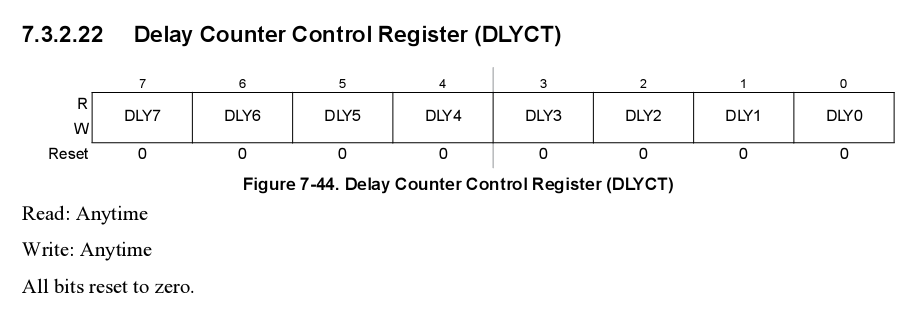 7.3.2.22 Delay Counter Control Register (DLYCT)
7 6 5 4 3 2 1 0
R
DLY7 DLY6 DLY5 DLY4 DLY3 DLY2 DLY1 DLY0
W
Reset 0 0 0 0 0 0 0 0
Figure 7-44. Delay Counter Control Register (DLYCT)
Read: Anytime
Write: Anytime
All bits reset to zero.